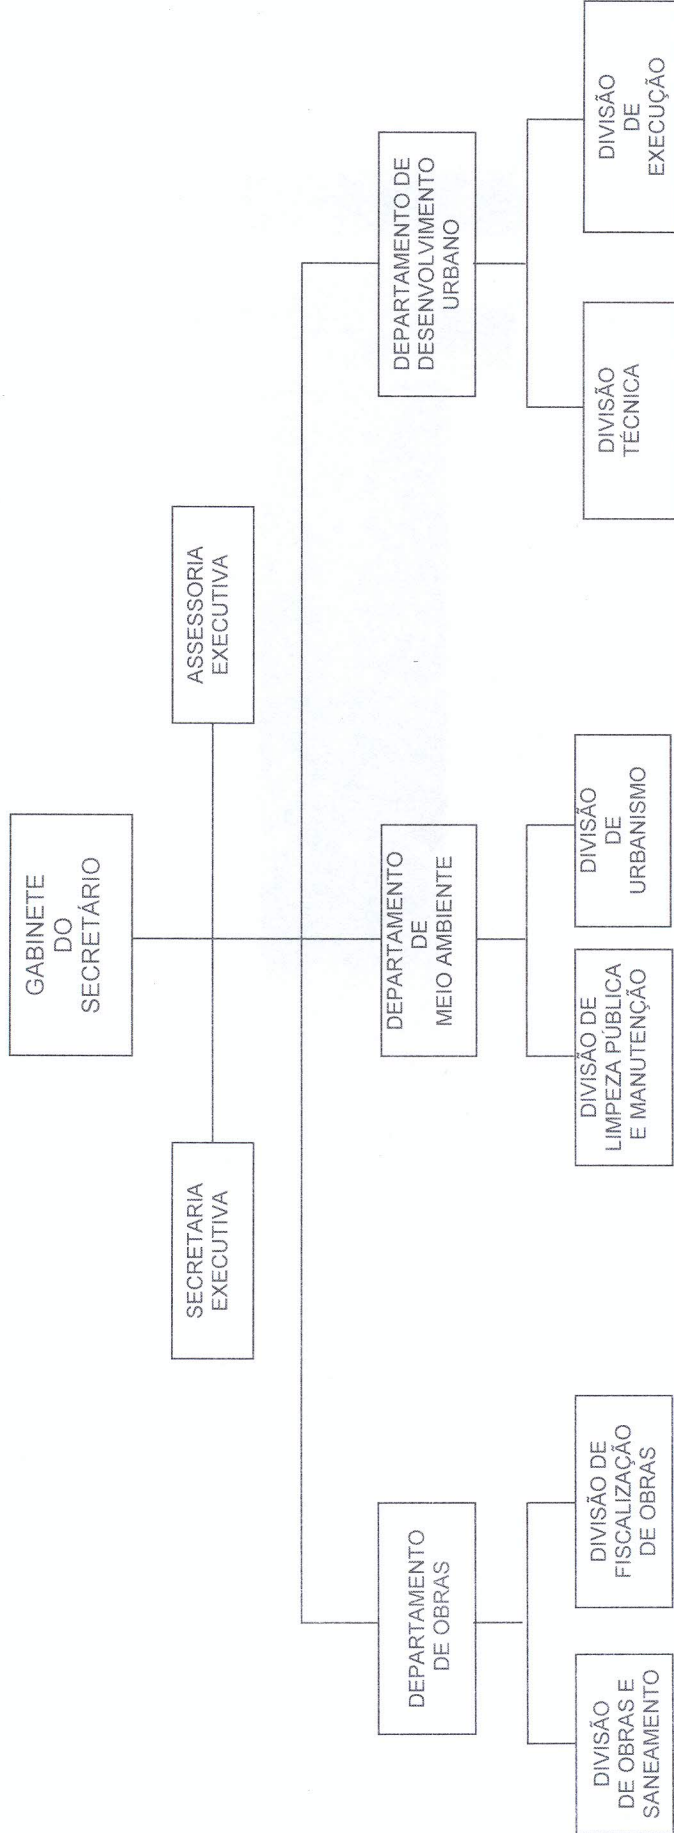 GABINETE
DO
SECRETÁRIO
SECRETARIA
EXECUTIVA
ASSESSORIA
EXECUTIVA
DEPARTAMENTO
DE OBRAS
DEPARTAMENTO
DE
MEIO AMBIENTE
DEPARTAMENTO DE
DESENVOLVIMENTO
URBANO
DIVISÃO
DE OBRAS E
SANEAMENTO
DIVISÃO DE
FISCALIZAÇÃO
DE OBRAS
DIVISÃO DE
LIMPEZA PÚBLICA
E MANUTENÇÃO
DIVISÃO
DE
URBANISMO
DIVISÃO
TÉCNICA
DIVISÃO
DE
EXECUÇÃO